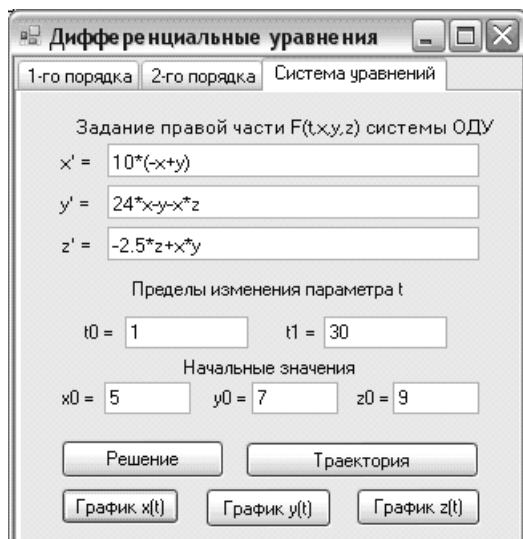 Дифференциальные уравнения
1-го порядка 2-го порядка Система уравнений
Задание правой части F(t,x,y,z) системы ОДУ
x' = 10*(-x+y)
y' = 24*x-y-x*z
z' = -2.5*z+x*y
Пределы изменения параметра t
t0 = 1 t1 = 30
Начальные значения
x0 = 5 y0 = 7 z0 = 9
Решение Траектория
График x(t) График y(t) График z(t)